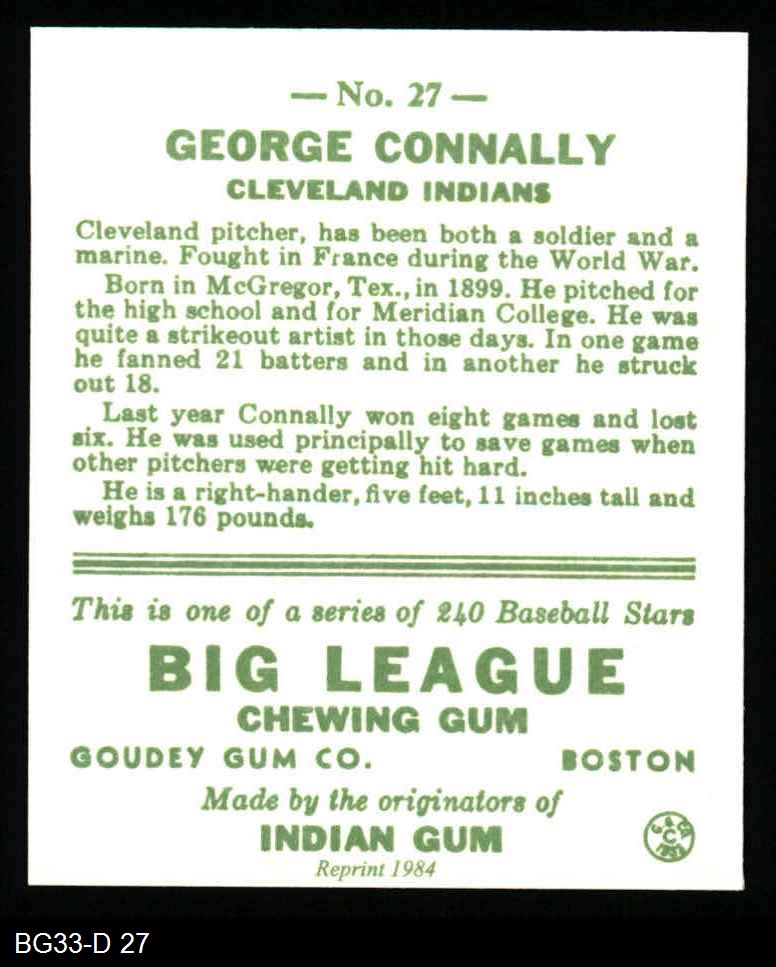 — No. 27 —
GEORGE CONNALLY
CLEVELAND INDIANS
Cleveland pitcher, has been both a soldier and a
marine. Fought in France during the World War.
Born in McGregor, Tex., in 1899. He pitched for
the high school and for Meridian College. He was
quite a strikeout artist in those days. In one game
he fanned 21 batters and in another he struck
out 18.
Last year Connally won eight games and lost
six. He was used principally to save games when
other pitchers were getting hit hard.
He is a right-hander, five feet, 11 inches tall and
weighs 176 pounds.
This is one of a series of 240 Baseball Stars
BIG LEAGUE
CHEWING GUM
GOUDEY GUM CO. BOSTON
Made by the originators of
INDIAN GUM
Reprint 1984
BG33-D 27